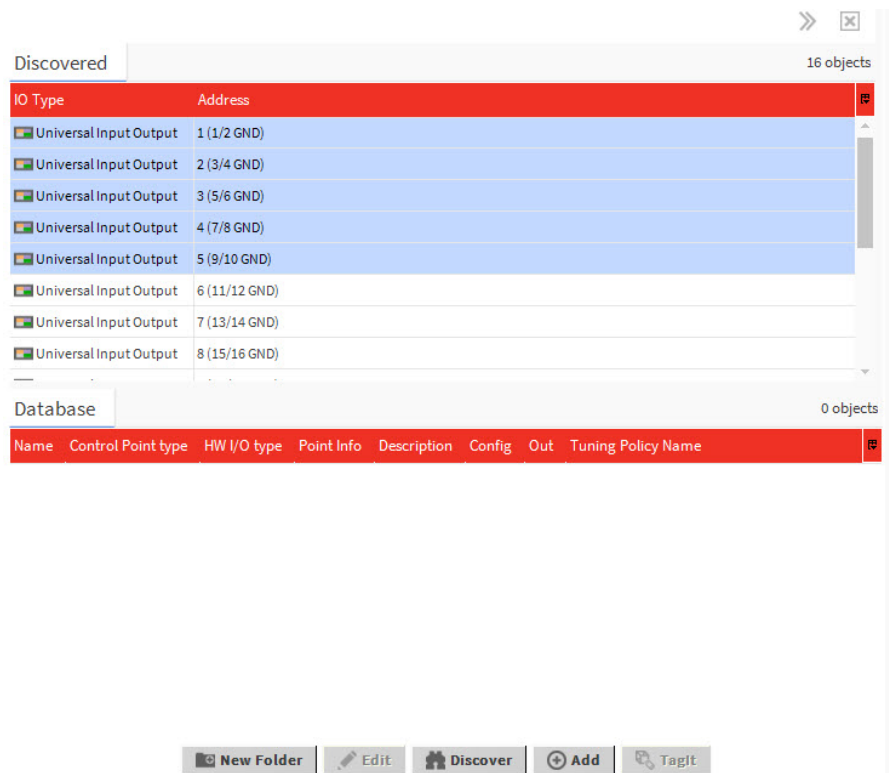 Discovered 16 objects
IO Type Address
Universal Input Output 1 (1/2 GND)
Universal Input Output 2 (3/4 GND)
Universal Input Output 3 (5/6 GND)
Universal Input Output 4 (7/8 GND)
Universal Input Output 5 (9/10 GND)
Universal Input Output 6 (11/12 GND)
Universal Input Output 7 (13/14 GND)
Universal Input Output 8 (15/16 GND)
Database 0 objects
Name Control Point type HW I/O type Point Info Description Config Out Tuning Policy Name
New Folder Edit Discover Add TagIt